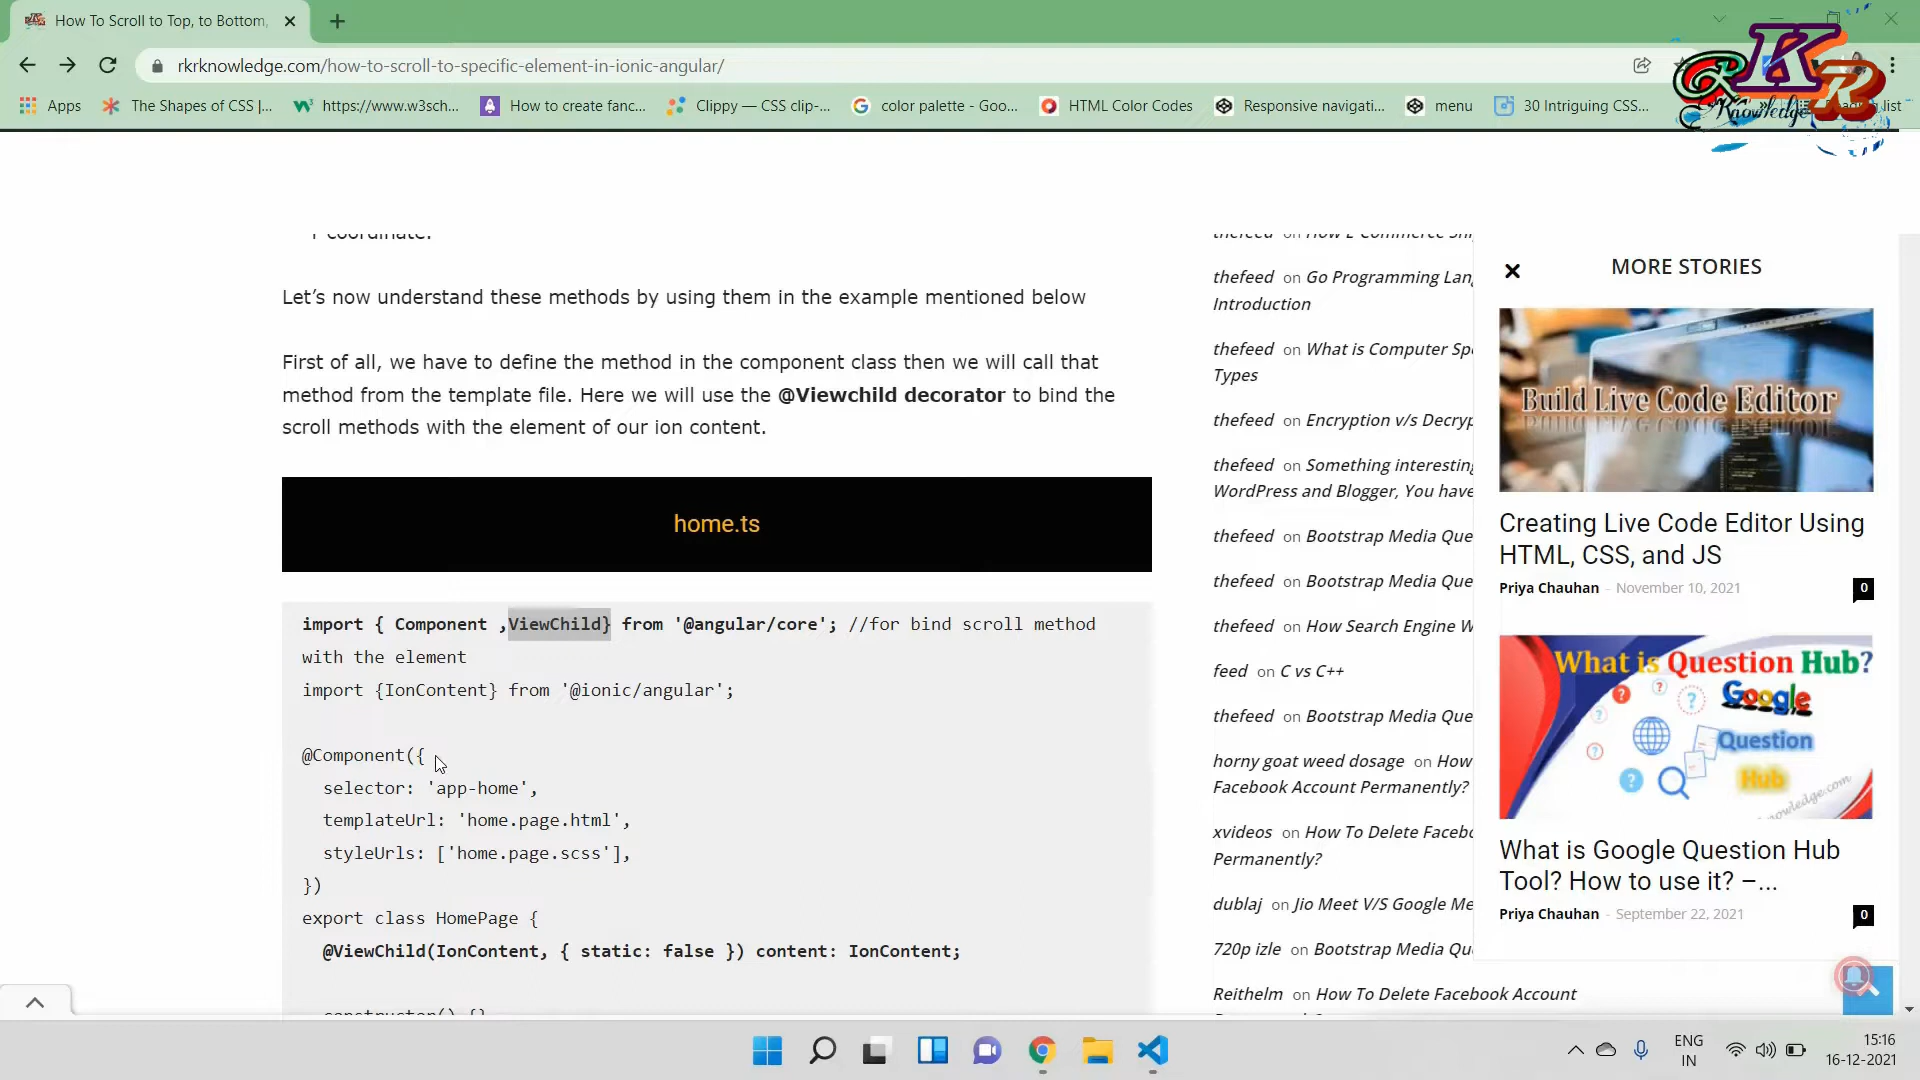 How To Scroll to Top, to Bottom,
rkrknowledge.com/how-to-scroll-to-specific-element-in-ionic-angular/
Apps
The Shapes of CSS |...
https://www.w3sch...
How to create fanc...
Clippy — CSS clip-...
color palette - Goo...
HTML Color Codes
Responsive navigati...
menu
30 Intriguing CSS...
RKR
Knowledge
Y coordinate.
Let’s now understand these methods by using them in the example mentioned below
First of all, we have to define the method in the component class then we will call that
method from the template file. Here we will use the @Viewchild decorator to bind the
scroll methods with the element of our ion content.
home.ts
import { Component ,ViewChild} from '@angular/core'; //for bind scroll method
with the element
import {IonContent} from '@ionic/angular';
@Component({
selector: 'app-home',
templateUrl: 'home.page.html',
styleUrls: ['home.page.scss'],
})
export class HomePage {
@ViewChild(IonContent, { static: false }) content: IonContent;
constructor() {}
thefeed on Go Programming Lang
Introduction
thefeed on What is Computer Spe
Types
thefeed on Encryption v/s Decryp
thefeed on Something interesting
WordPress and Blogger, You have
thefeed on Bootstrap Media Que
thefeed on Bootstrap Media Que
thefeed on How Search Engine W
feed on C vs C++
thefeed on Bootstrap Media Que
horny goat weed dosage on How
Facebook Account Permanently?
xvideos on How To Delete Facebo
Permanently?
dublaj on Jio Meet V/S Google Me
720p izle on Bootstrap Media Qu
Reithelm on How To Delete Facebook Account
MORE STORIES
Build Live Code Editor
Creating Live Code Editor Using
HTML, CSS, and JS
Priya Chauhan - November 10, 2021
0
What is Question Hub?
Google
Question
Hub
knowledge.com
What is Google Question Hub
Tool? How to use it? –...
Priya Chauhan - September 22, 2021
0
ENG
IN
15:16
16-12-2021